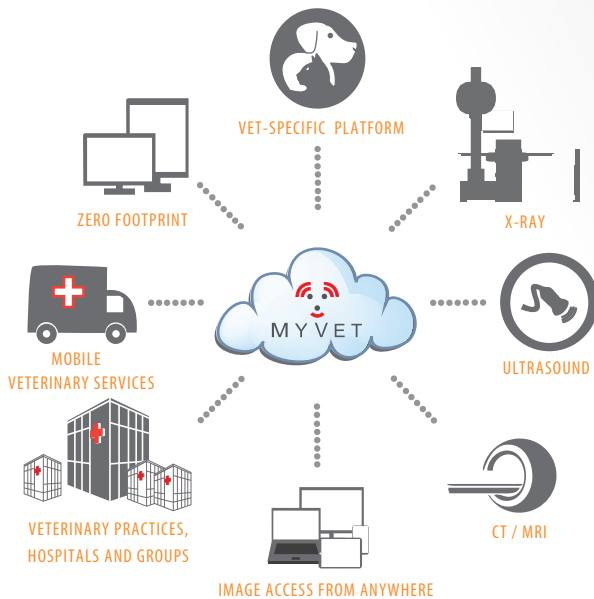 VET-SPECIFIC PLATFORM
ZERO FOOTPRINT
X-RAY
MYVET
MOBILE
VETERINARY SERVICES
ULTRASOUND
VETERINARY PRACTICES,
HOSPITALS AND GROUPS
CT / MRI
IMAGE ACCESS FROM ANYWHERE